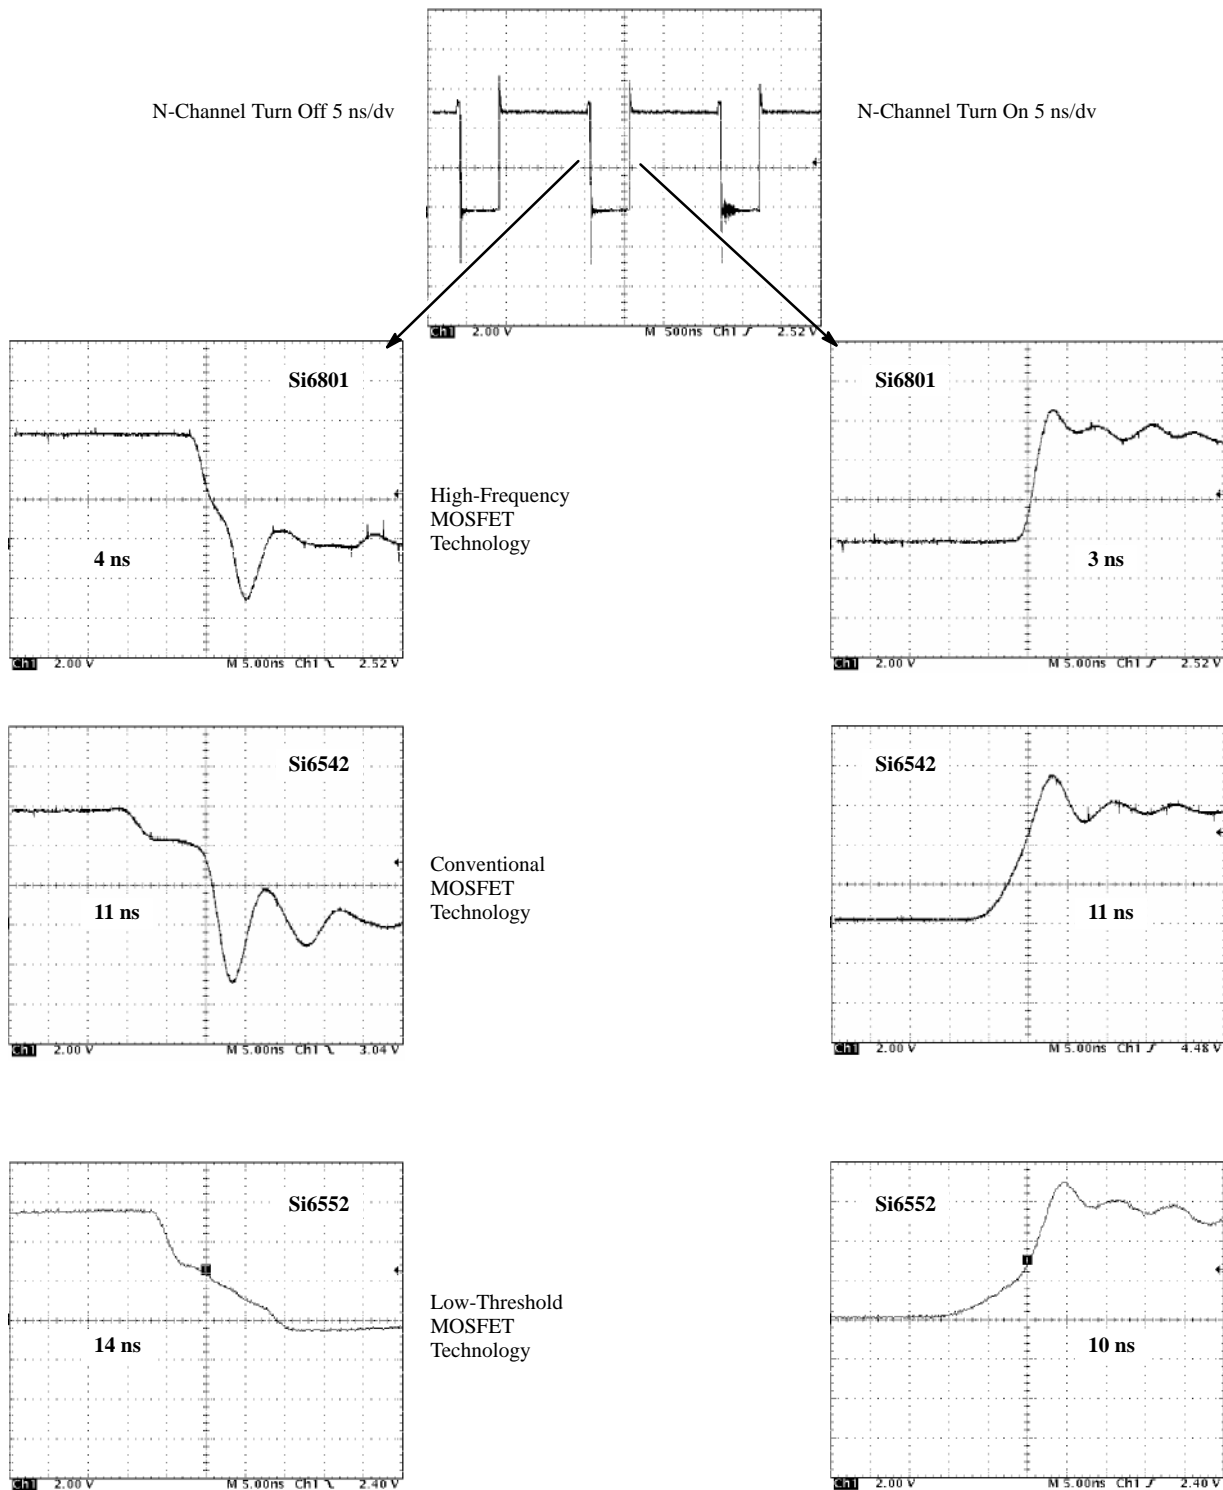 N-Channel Turn Off 5 ns/dv
N-Channel Turn On 5 ns/dv
Ch1 2.00 V M 500ns Ch1 ƒ 2.52 V
Si6801
4 ns
Ch1 2.00 V M 5.00ns Ch1 2.52 V
High-Frequency
MOSFET
Technology
Si6801
3 ns
Ch1 2.00 V M 5.00ns Ch1 ƒ 2.52 V
Si6542
11 ns
Ch1 2.00 V M 5.00ns Ch1 3.04 V
Conventional
MOSFET
Technology
Si6542
11 ns
Ch1 2.00 V M 5.00ns Ch1 ƒ 4.48 V
Si6552
14 ns
Ch1 2.00 V M 5.00ns Ch1 2.40 V
Low-Threshold
MOSFET
Technology
Si6552
10 ns
Ch1 2.00 V M 5.00ns Ch1 ƒ 2.40 V